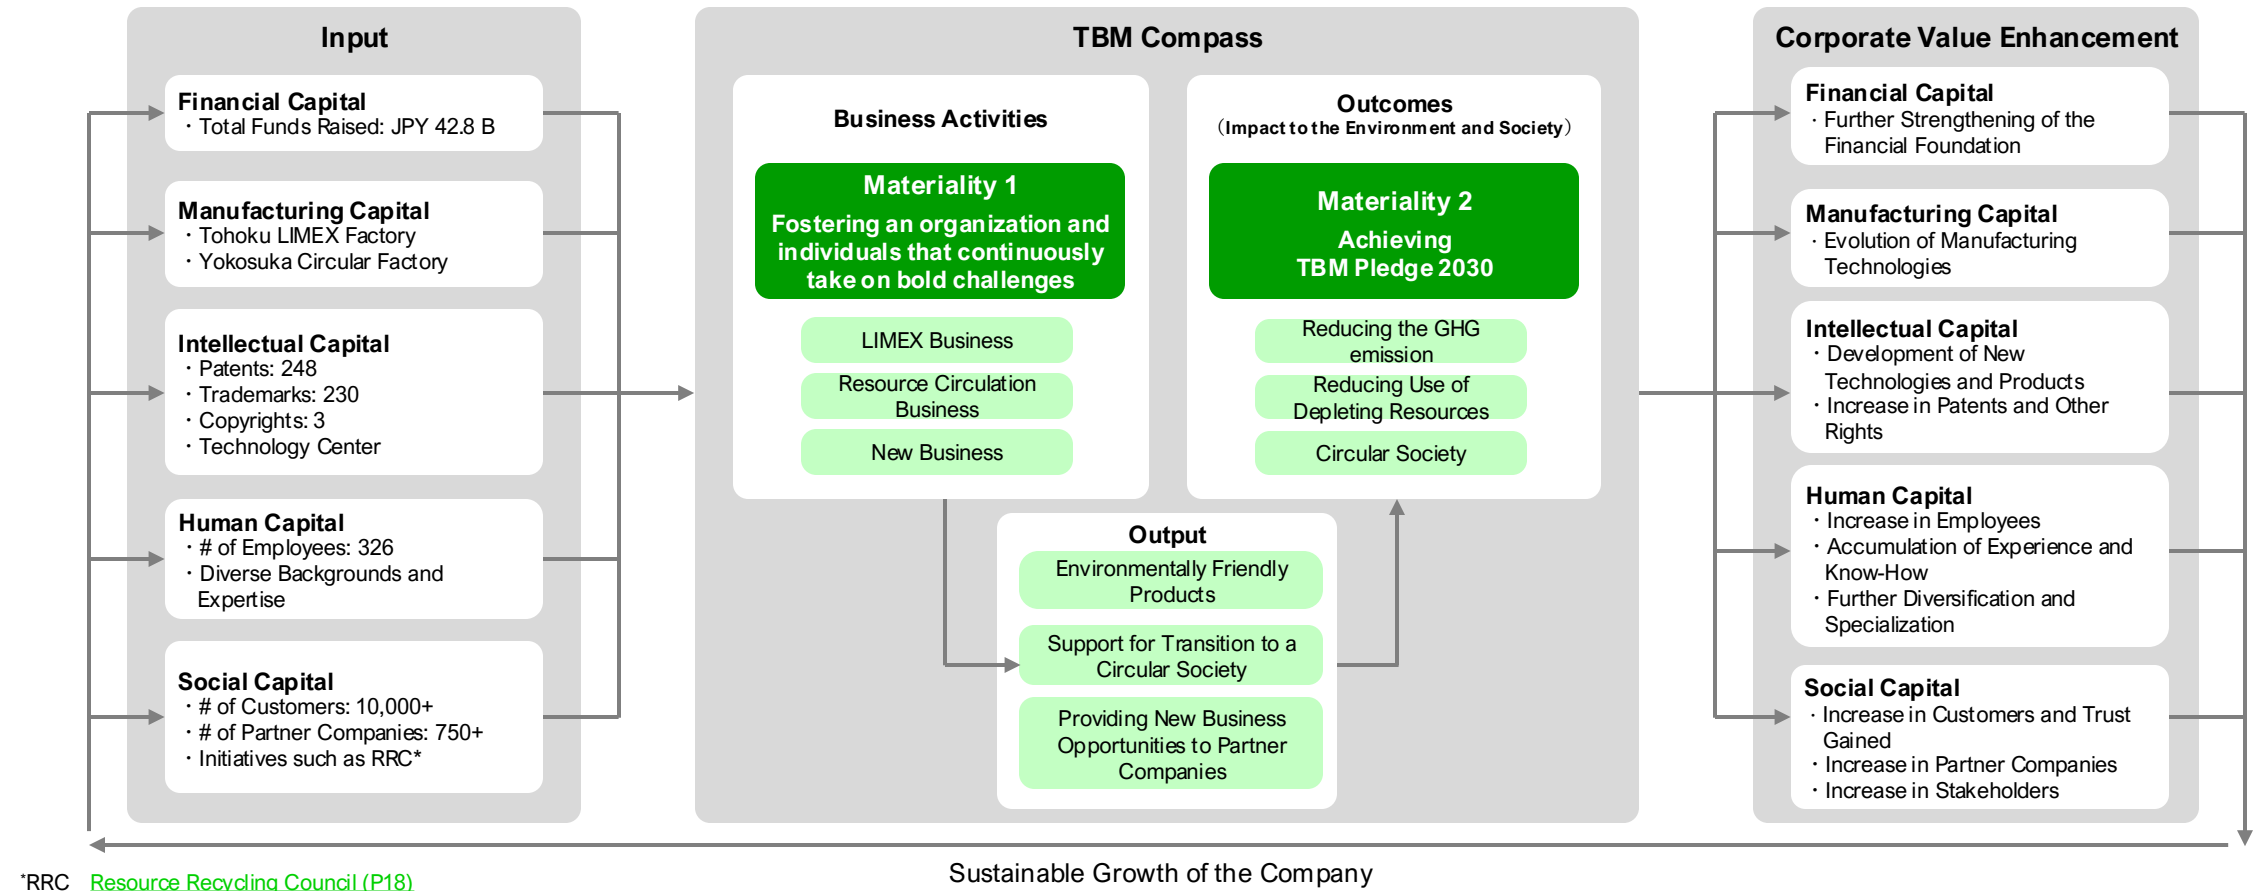 Input
Financial Capital
・Total Funds Raised: JPY 42.8 B
Manufacturing Capital
・Tohoku LIMEX Factory
・Yokosuka Circular Factory
Intellectual Capital
・Patents: 248
・Trademarks: 230
・Copyrights: 3
・Technology Center
Human Capital
・# of Employees: 326
・Diverse Backgrounds and
Expertise
Social Capital
・# of Customers: 10,000+
・# of Partner Companies: 750+
・Initiatives such as RRC*
TBM Compass
Business Activities
Materiality 1
Fostering an organization and
individuals that continuously
take on bold challenges
LIMEX Business
Resource Circulation
Business
New Business
Outcomes
（Impact to the Environment and Society）
Materiality 2
Achieving
TBM Pledge 2030
Reducing the GHG
emission
Reducing Use of
Depleting Resources
Circular Society
Output
Environmentally Friendly
Products
Support for Transition to a
Circular Society
Providing New Business
Opportunities to Partner
Companies
Corporate Value Enhancement
Financial Capital
・Further Strengthening of the
Financial Foundation
Manufacturing Capital
・Evolution of Manufacturing
Technologies
Intellectual Capital
・Development of New
Technologies and Products
・Increase in Patents and Other
Rights
Human Capital
・Increase in Employees
・Accumulation of Experience and
Know-How
・Further Diversification and
Specialization
Social Capital
・Increase in Customers and Trust
Gained
・Increase in Partner Companies
・Increase in Stakeholders
Sustainable Growth of the Company
*RRC Resource Recycling Council (P18)